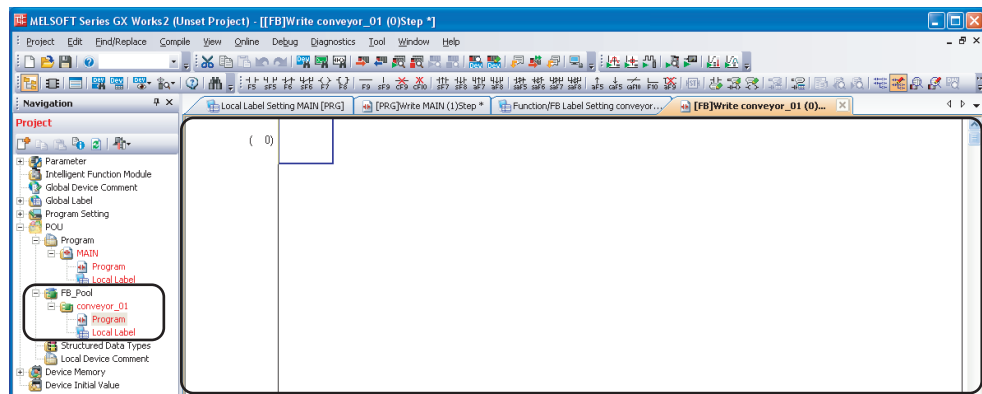 MELSOFT Series GX Works2 (Unset Project) - [[FB]Write conveyor_01 (0)Step *]
Project Edit Find/Replace Compile View Online Debug Diagnostics Tool Window Help
Navigation
Local Label Setting MAIN [PRG] [PRG]Write MAIN (1)Step * Function/FB Label Setting conveyor... [FB]Write conveyor_01 (0)...
Project
( 0)
Parameter
Intelligent Function Module
Global Device Comment
Global Label
Program Setting
POU
Program
MAIN
Program
Local Label
FB_Pool
conveyor_01
Program
Local Label
Structured Data Types
Local Device Comment
Device Memory
Device Initial Value